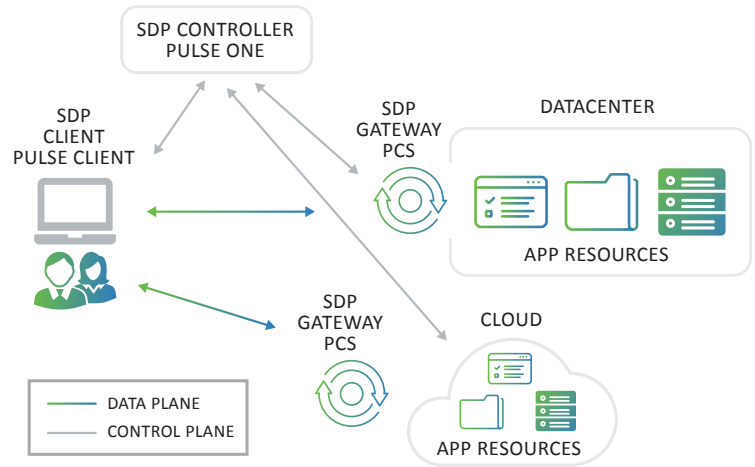 SDP CONTROLLER
PULSE ONE
SDP
CLIENT
PULSE CLIENT
SDP
GATEWAY
PCS
DATACENTER
APP RESOURCES
SDP
GATEWAY
PCS
CLOUD
APP RESOURCES
DATA PLANE
CONTROL PLANE